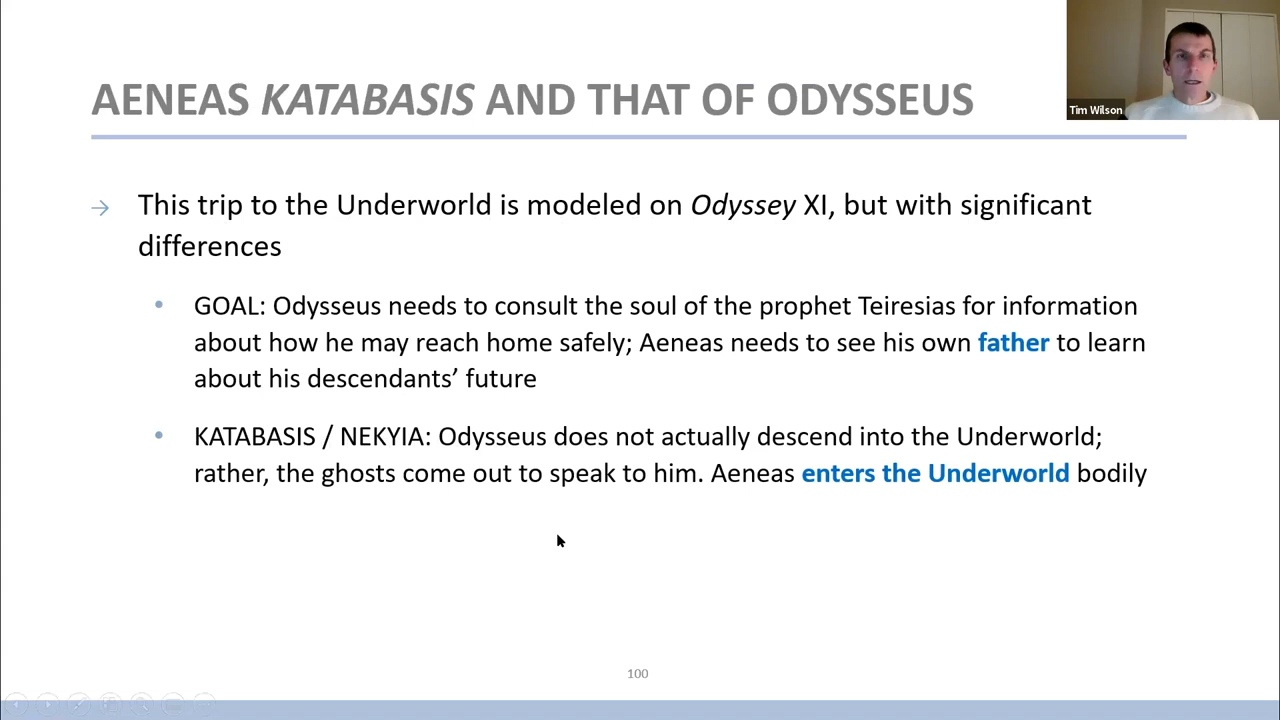 AENEAS KATABASIS AND THAT OF ODYSSEUS
Tim Wilson
→ This trip to the Underworld is modeled on Odyssey XI, but with significant
differences
• GOAL: Odysseus needs to consult the soul of the prophet Teiresias for information
about how he may reach home safely; Aeneas needs to see his own father to learn
about his descendants’ future
• KATABASIS / NEKYIA: Odysseus does not actually descend into the Underworld;
rather, the ghosts come out to speak to him. Aeneas enters the Underworld bodily
100